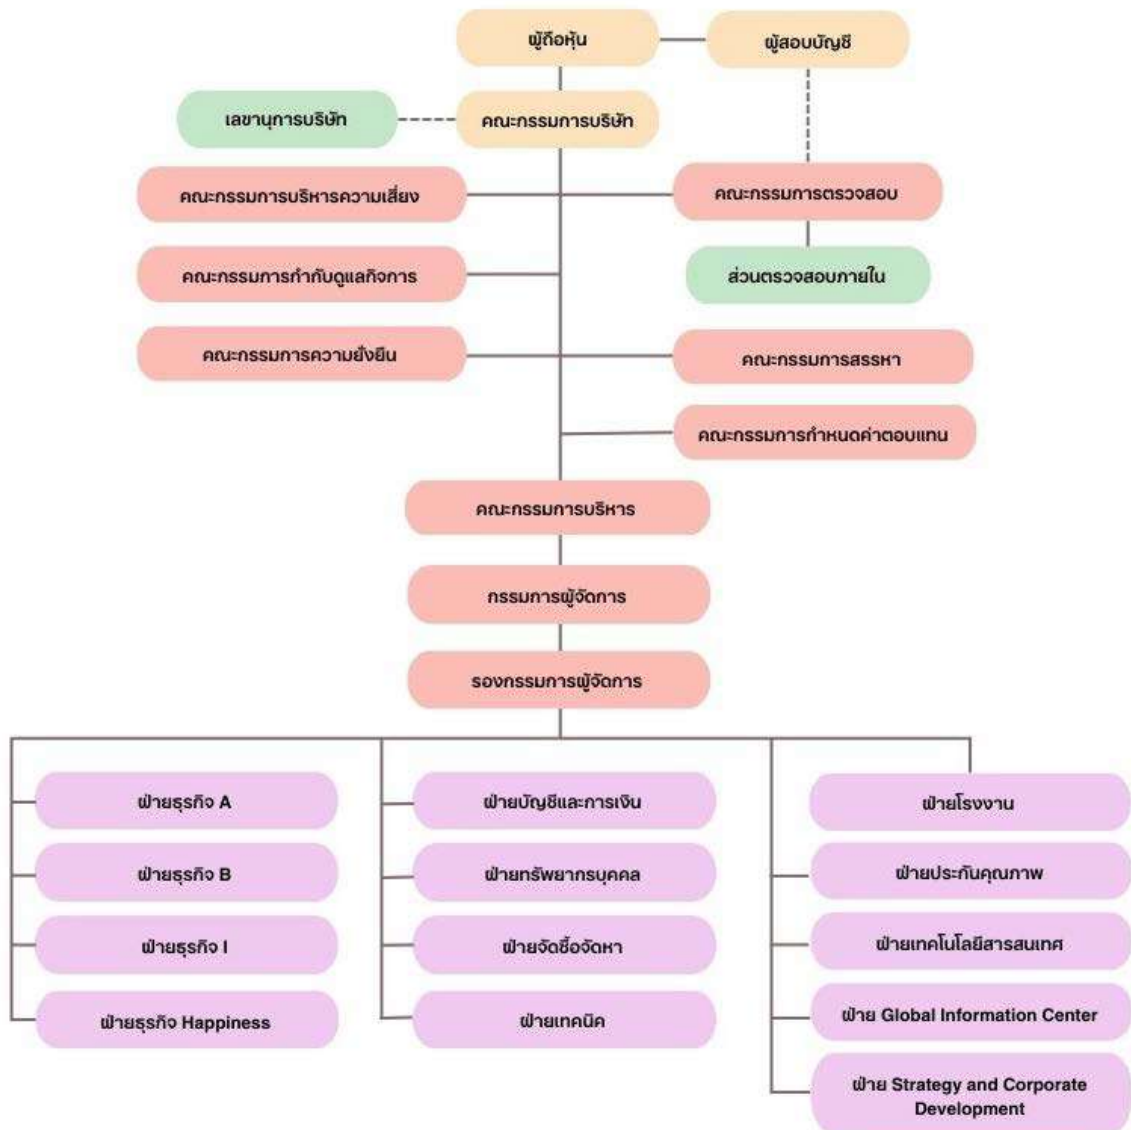 ผู้ถือหุ้น
ผู้สอบบัญชี
เลขานุการบริษัท
คณะกรรมการบริษัท
คณะกรรมการบริหารความเสี่ยง
คณะกรรมการตรวจสอบ
คณะกรรมการกำกับดูแลกิจการ
ส่วนตรวจสอบภายใน
คณะกรรมการความยั่งยืน
คณะกรรมการสรรหา
คณะกรรมการกำหนดค่าตอบแทน
คณะกรรมการบริหาร
กรรมการผู้จัดการ
รองกรรมการผู้จัดการ
ฝ่ายธุรกิจ A
ฝ่ายธุรกิจ B
ฝ่ายธุรกิจ I
ฝ่ายธุรกิจ Happiness
ฝ่ายบัญชีและการเงิน
ฝ่ายทรัพยากรบุคคล
ฝ่ายจัดซื้อจัดหา
ฝ่ายเทคนิค
ฝ่ายโรงงาน
ฝ่ายประกันคุณภาพ
ฝ่ายเทคโนโลยีสารสนเทศ
ฝ่าย Global Information Center
ฝ่าย Strategy and Corporate
Development